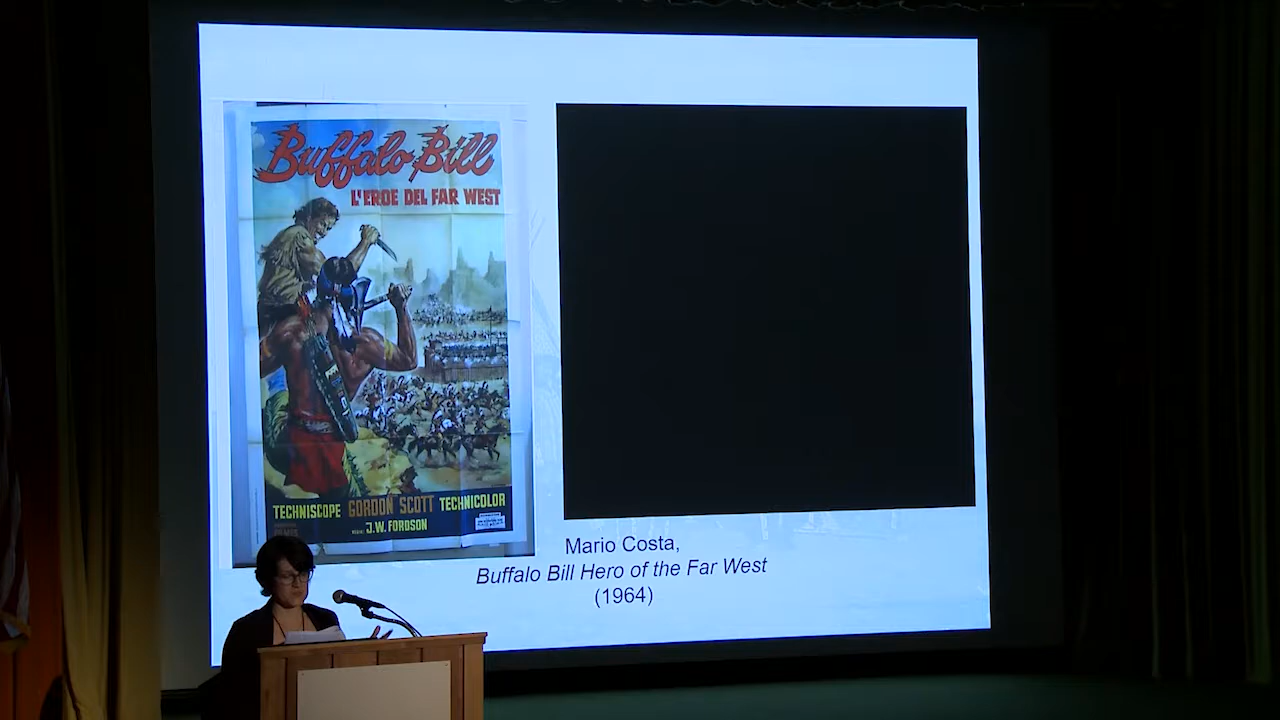 Buffalo Bill
L'EROE DEL FAR WEST
TECHNISCOPE GORDON SCOTT TECHNICOLOR
J.W. FORDSON
Mario Costa,
Buffalo Bill Hero of the Far West
(1964)